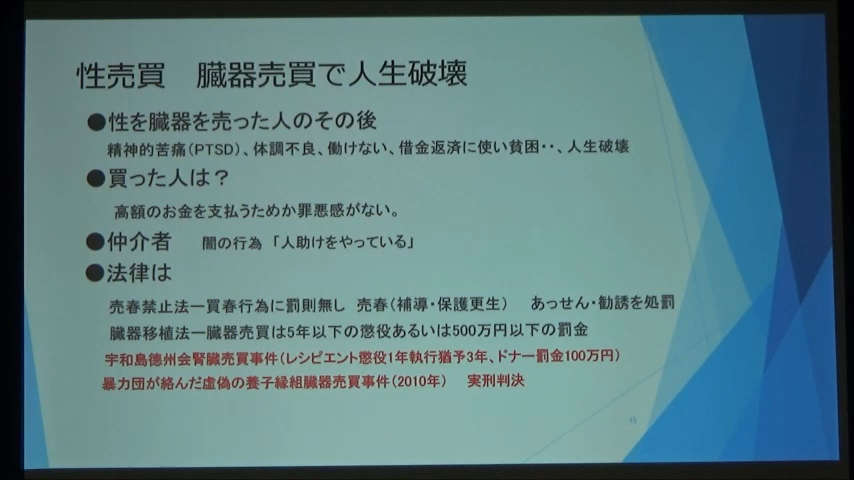 性売買　臓器売買で人生破壊
●性を臓器を売った人のその後
精神的苦痛(PTSD)、体調不良、働けない、借金返済に使い貧困・・、人生破壊
●買った人は？
高額のお金を支払うためか罪悪感がない。
●仲介者　闇の行為 「人助けをやっている」
●法律は
売春禁止法ー買春行為に罰則無し　売春（補導・保護更生）　あっせん・勧誘を処罰
臓器移植法ー臓器売買は5年以下の懲役あるいは500万円以下の罰金
宇和島徳州会腎臓売買事件(レシピエント懲役1年執行猶予3年、ドナー罰金100万円)
暴力団が絡んだ虚偽の養子縁組臓器売買事件(2010年)　実刑判決